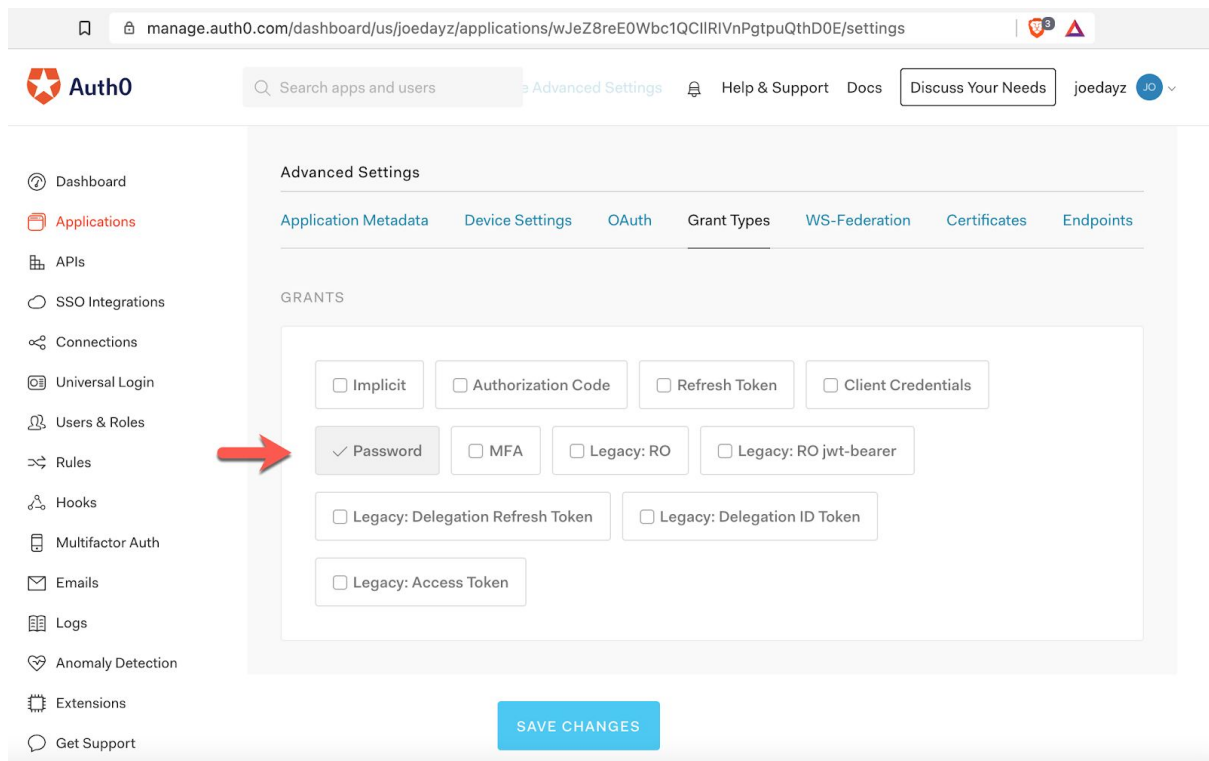 manage.auth0.com/dashboard/us/joedayz/applications/wJeZ8reE0Wbc1QCIlRIVnPgtpuQthD0E/settings
3
Auth0
Search apps and users
e Advanced Settings
Help & Support
Docs
Discuss Your Needs
joedayz
JO
Dashboard
Applications
APIs
SSO Integrations
Connections
Universal Login
Users & Roles
Rules
Hooks
Multifactor Auth
Emails
Logs
Anomaly Detection
Extensions
Get Support
Advanced Settings
Application Metadata
Device Settings
OAuth
Grant Types
WS-Federation
Certificates
Endpoints
GRANTS
Implicit
Authorization Code
Refresh Token
Client Credentials
Password
MFA
Legacy: RO
Legacy: RO jwt-bearer
Legacy: Delegation Refresh Token
Legacy: Delegation ID Token
Legacy: Access Token
SAVE CHANGES